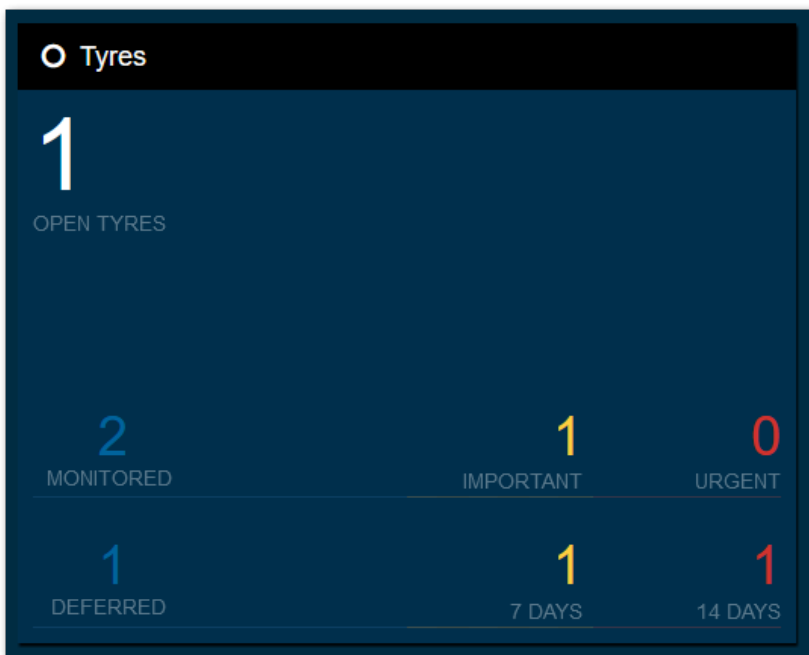 Tyres
1
OPEN TYRES
2 1 0
MONITORED IMPORTANT URGENT
1 1 1
DEFERRED 7 DAYS 14 DAYS